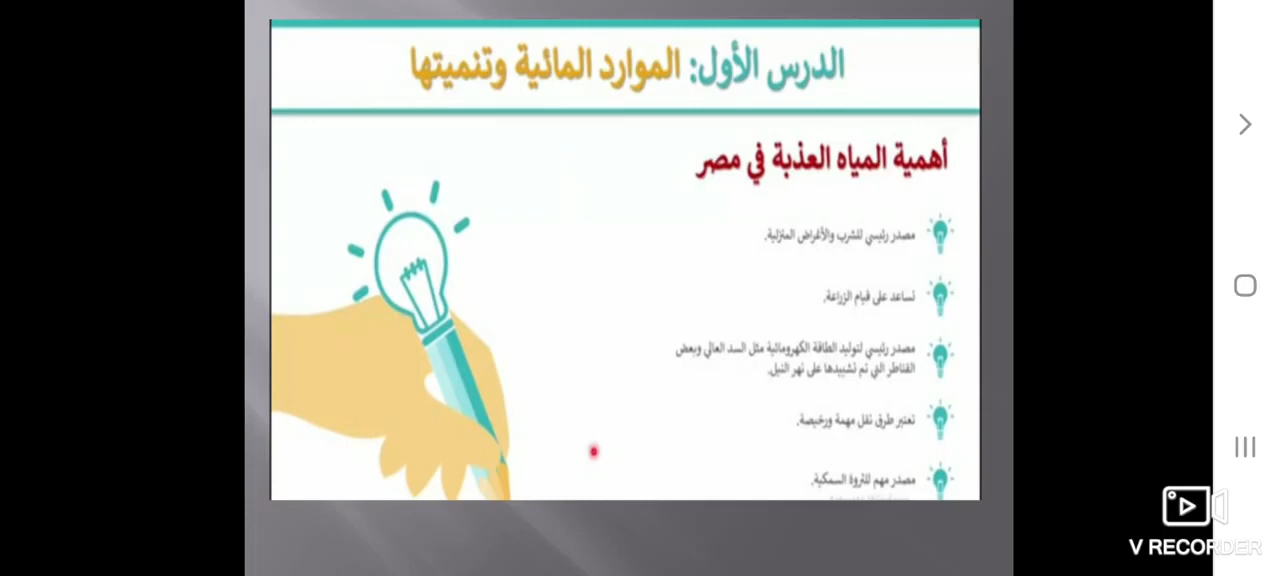 الدرس الأول: الموارد المائية وتنميتها
أهمية المياه العذبة في مصر
مصدر رئيسي للشرب والأغراض المنزلية.
تساعد على قيام الزراعة.
مصدر رئيسي لتوليد الطاقة الكهرومائية مثل السد العالي وبعض
القناطر التي تم تشييدها على نهر النيل.
تعتبر طرق نقل مهمة ورخيصة.
مصدر مهم للثروة السمكية.
V RECORDER